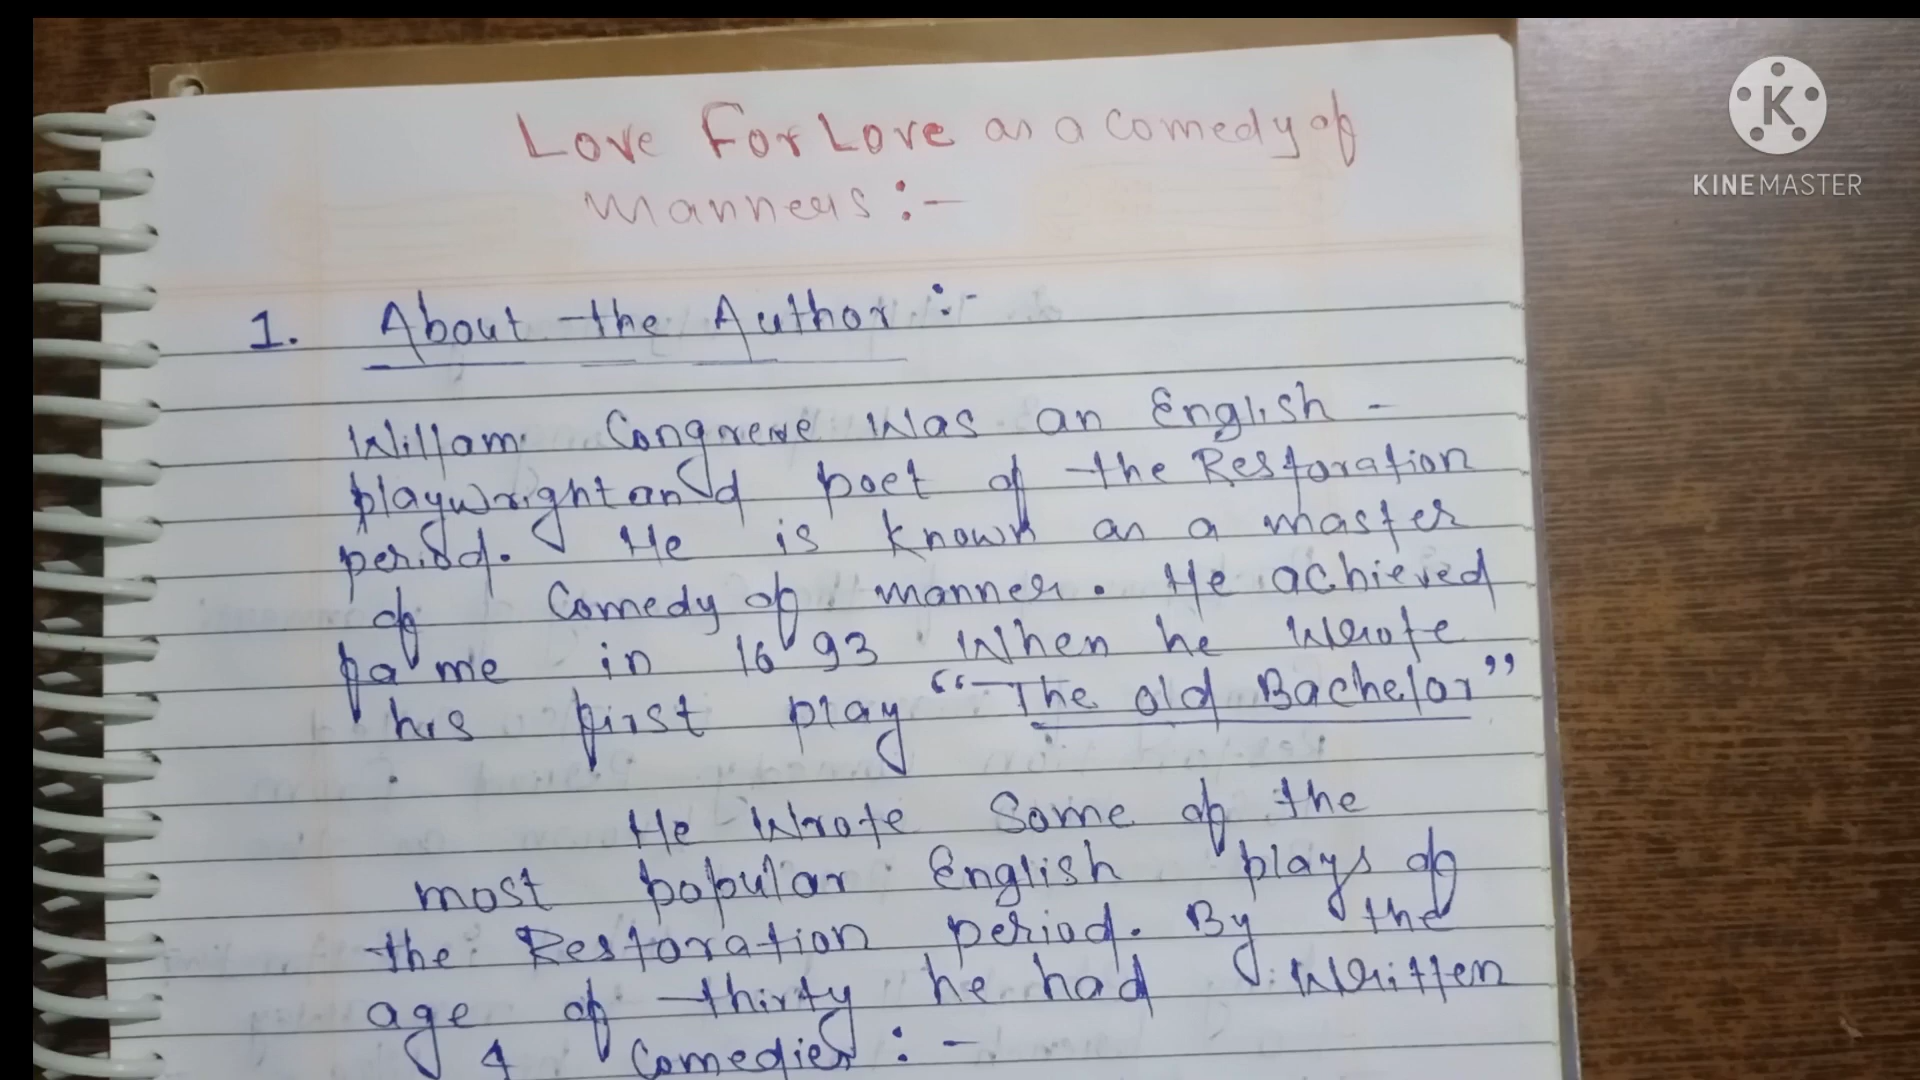 Love For Love as a Comedy of
Manners :-
1. About the Author :-
Willam Congreve Was an English -
playwright and poet of the Restoration
period. He is known as a master
of Comedy of manner. He achieved
fame in 1693 When he Wrote
his first play "The old Bachelor"
He Wrote Some of the
most popular English plays of
the Restoration period. By the
age of thirty he had Written
4 Comedies :-
K
KINEMASTER